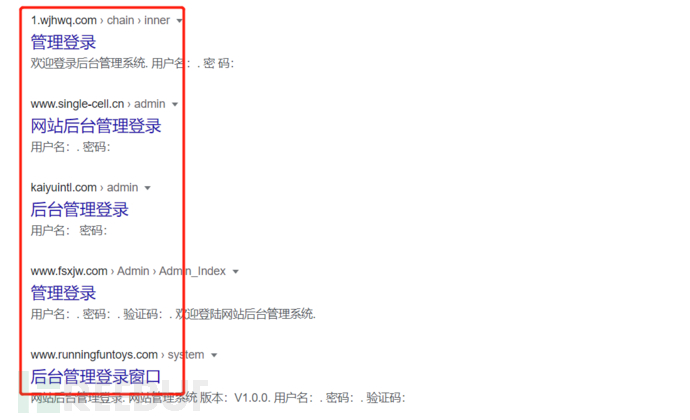 1.wjhwq.com › chain › inner
管理登录
欢迎登录后台管理系统. 用户名：. 密 码：
www.single-cell.cn › admin
网站后台管理登录
用户名：. 密码：
kaiyuintl.com › admin
后台管理登录
用户名： 密码：
www.fsxjw.com › Admin › Admin_Index
管理登录
用户名：. 密码：. 验证码：. 欢迎登陆网站后台管理系统.
www.runningfuntoys.com › system
后台管理登录窗口
网站后台管理登录. 网站管理系统 版本：V1.0.0. 用户名：. 密码：. 验证码：
FREEBUF